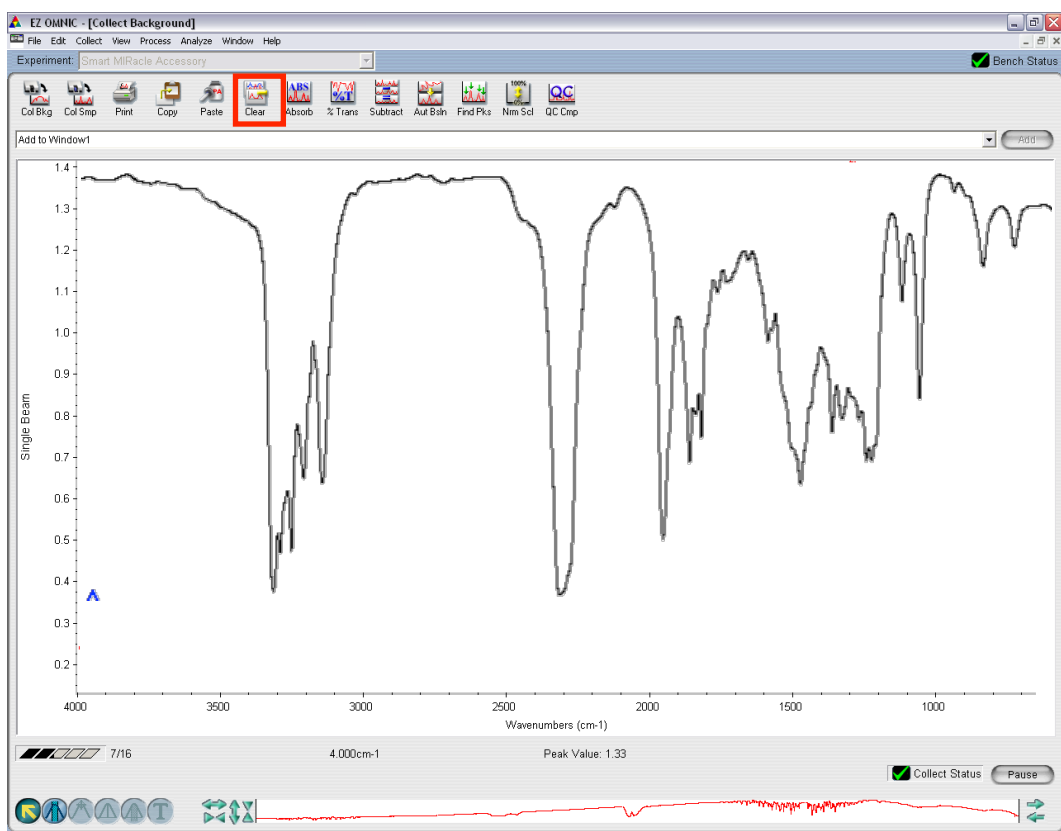 EZ OMNIC - [Collect Background]
File Edit Collect View Process Analyze Window Help
Experiment: Smart MIRacle Accessory
Bench Status
ABS %T 100% QC
Col Bkg Col Smp Print Copy Paste Clear Absorb % Trans Subtract Aut Bsln Find Pks Nrm Scl QC Cmp
Add to Window1
Add
1.4
1.3
1.2
1.1
1.0
0.9
0.8
0.7
0.6
0.5
0.4
0.3
0.2
Single Beam
4000 3500 3000 2500 2000 1500 1000
Wavenumbers (cm-1)
7/16 4.000cm-1 Peak Value: 1.33
Collect Status Pause
T